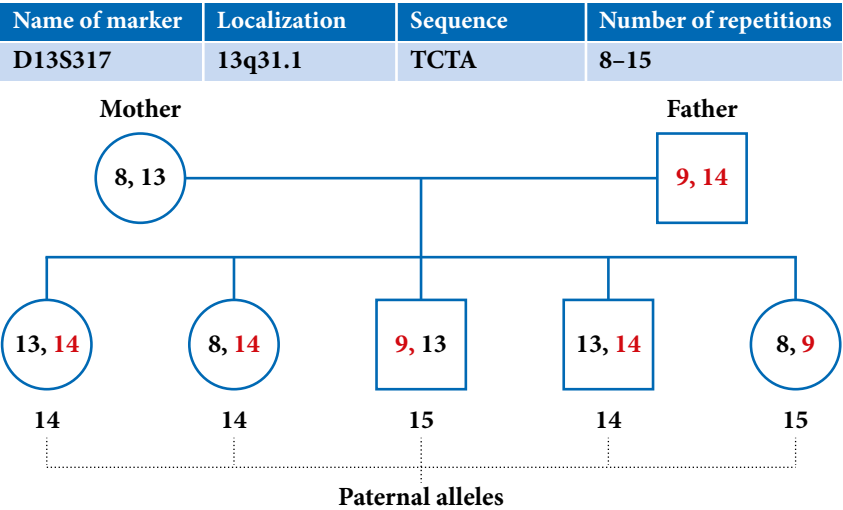 Name of marker Localization Sequence Number of repetitions
D13S317 13q31.1 TCTA 8–15
Mother Father
8, 13 9, 14
13, 14 8, 14 9, 13 13, 14 8, 9
14 14 15 14 15
Paternal alleles